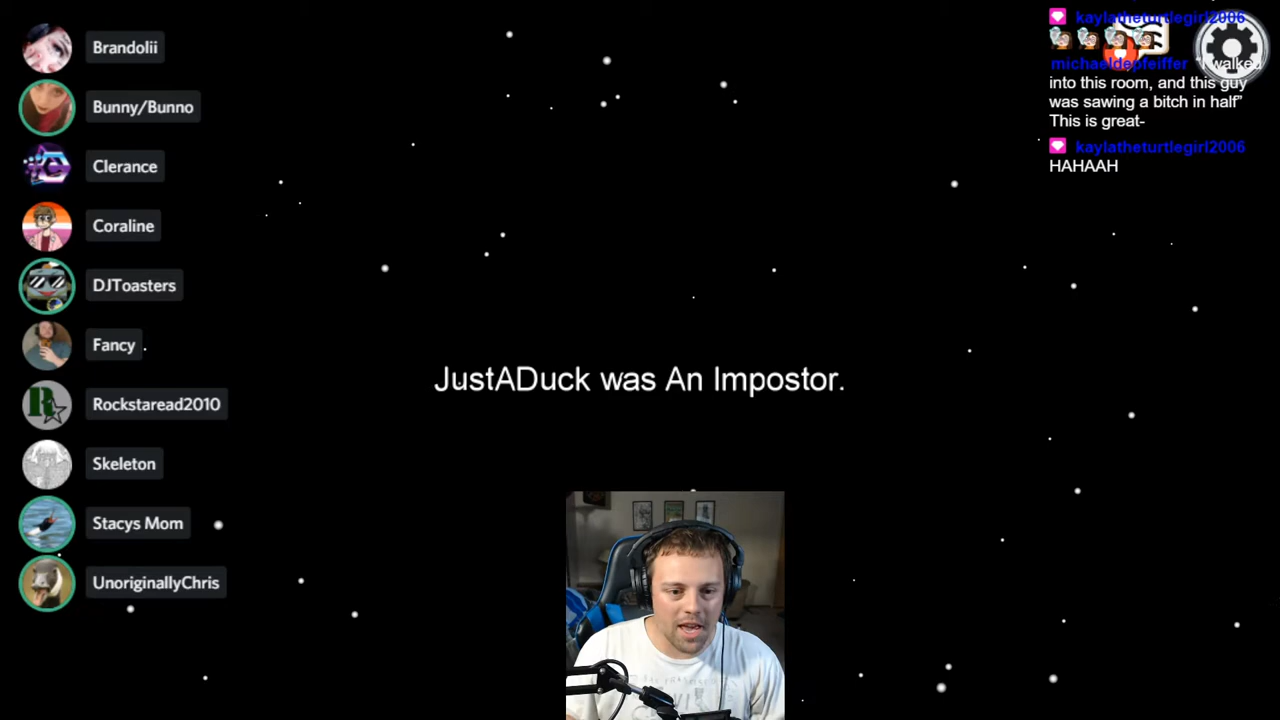 Brandolii
Bunny/Bunno
Clerance
Coraline
DJToasters
Fancy
Rockstaread2010
Skeleton
Stacys Mom
UnoriginallyChris
JustADuck was An Impostor.
kaylatheturtlegirl2006
michaeldepfeiffer "I walked
into this room, and this guy
was sawing a bitch in half"
This is great-
kaylatheturtlegirl2006
HAHAAH